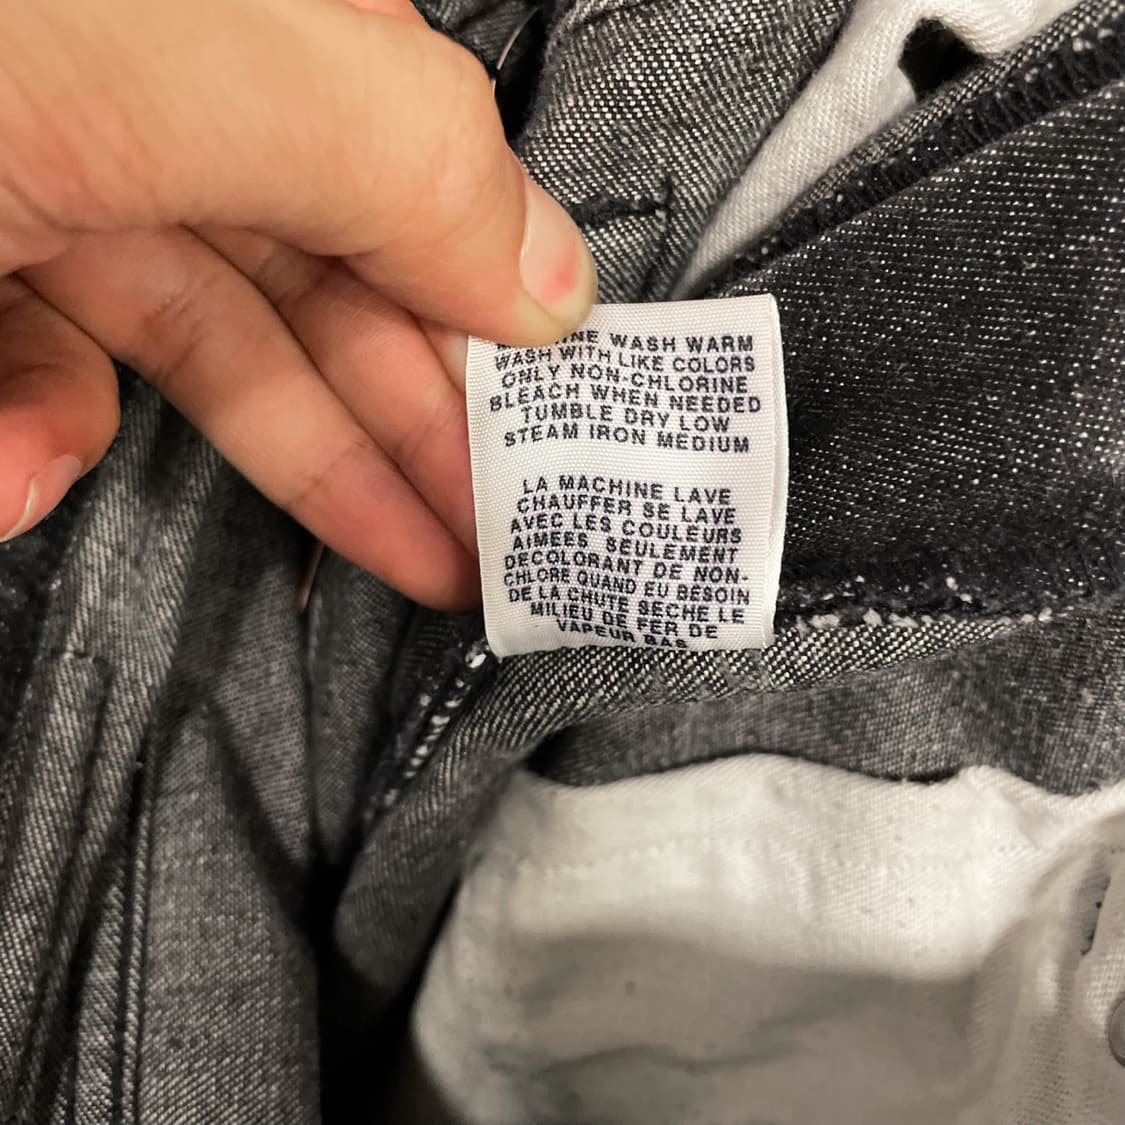 NE WASH WARM
WASH WITH LIKE COLORS
ONLY NON-CHLORINE
BLEACH WHEN NEEDED
TUMBLE DRY LOW
STEAM IRON MEDIUM
LA MACHINE LAVE
CHAUFFER SE LAVE
AVEC LES COULEURS
AIMEES, SEULEMENT
DECOLORANT DE NON-
CHLORE QUAND EU BESOIN
DE LA CHUTE SECHE LE
MILIEU DE FER DE
VAPEUR BAS